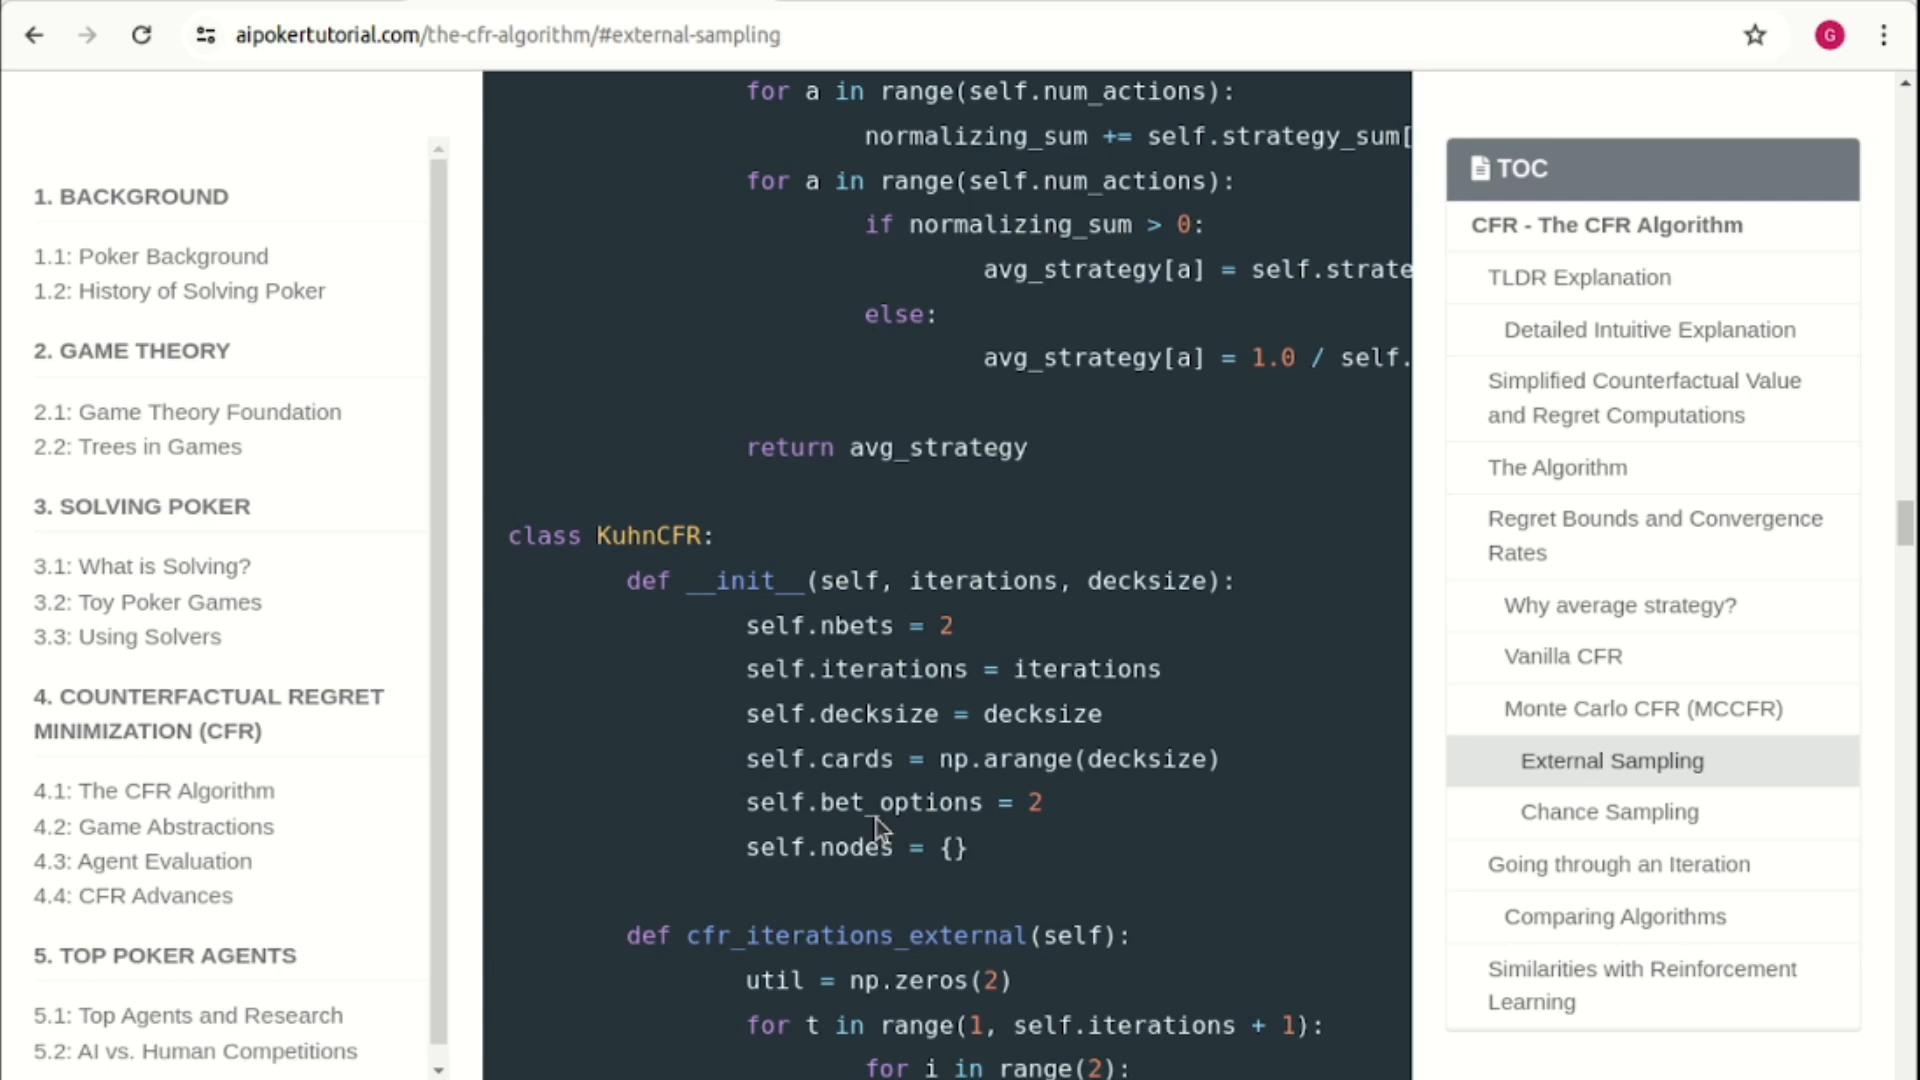 aipokertutorial.com/the-cfr-algorithm/#external-sampling
G
1. BACKGROUND
1.1: Poker Background
1.2: History of Solving Poker
2. GAME THEORY
2.1: Game Theory Foundation
2.2: Trees in Games
3. SOLVING POKER
3.1: What is Solving?
3.2: Toy Poker Games
3.3: Using Solvers
4. COUNTERFACTUAL REGRET
MINIMIZATION (CFR)
4.1: The CFR Algorithm
4.2: Game Abstractions
4.3: Agent Evaluation
4.4: CFR Advances
5. TOP POKER AGENTS
5.1: Top Agents and Research
5.2: AI vs. Human Competitions
for a in range(self.num_actions):
normalizing_sum += self.strategy_sum[
for a in range(self.num_actions):
if normalizing_sum > 0:
avg_strategy[a] = self.strate
else:
avg_strategy[a] = 1.0 / self.
return avg_strategy
class KuhnCFR:
def __init__(self, iterations, decksize):
self.nbets = 2
self.iterations = iterations
self.decksize = decksize
self.cards = np.arange(decksize)
self.bet_options = 2
self.nodes = {}
def cfr_iterations_external(self):
util = np.zeros(2)
for t in range(1, self.iterations + 1):
for i in range(2):
TOC
CFR - The CFR Algorithm
TLDR Explanation
Detailed Intuitive Explanation
Simplified Counterfactual Value
and Regret Computations
The Algorithm
Regret Bounds and Convergence
Rates
Why average strategy?
Vanilla CFR
Monte Carlo CFR (MCCFR)
External Sampling
Chance Sampling
Going through an Iteration
Comparing Algorithms
Similarities with Reinforcement
Learning